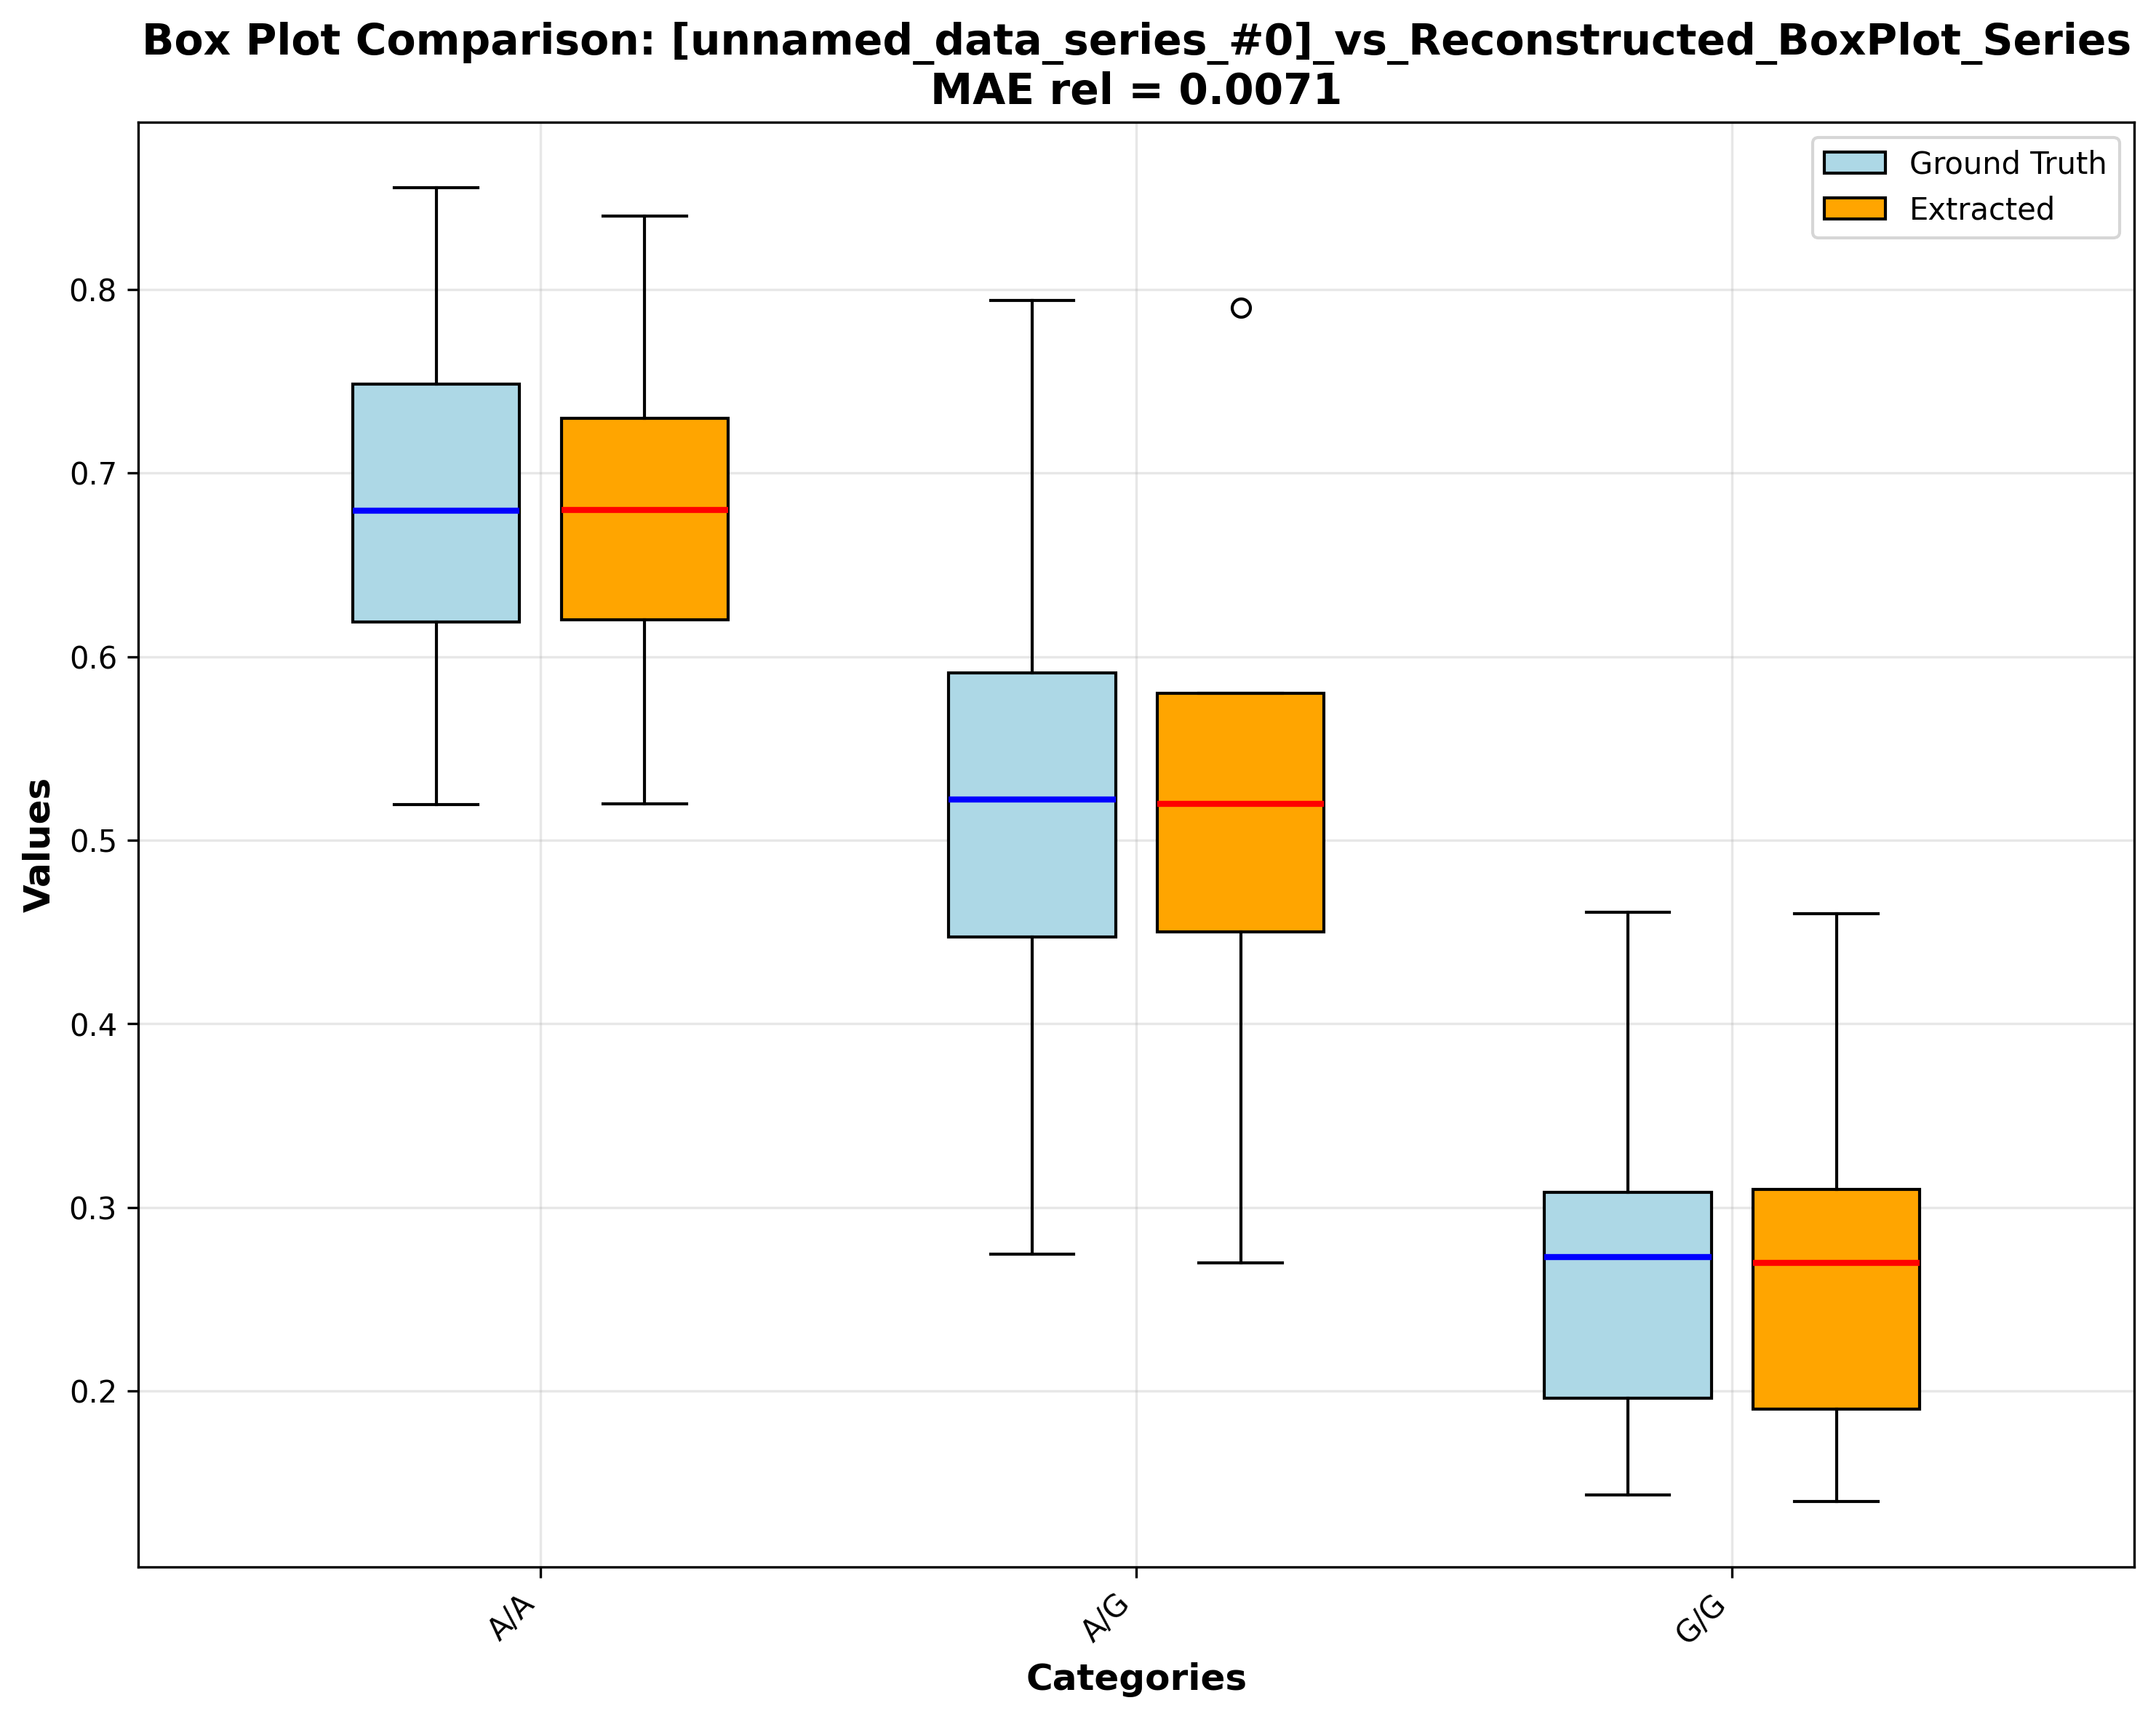 Box Plot Comparison: [unnamed_data_series_#0]_vs_Reconstructed_BoxPlot_Series
MAE rel = 0.0071
Ground Truth
Extracted
0.8
0.7
0.6
0.5
0.4
0.3
0.2
Values
A/A
A/G
G/G
Categories